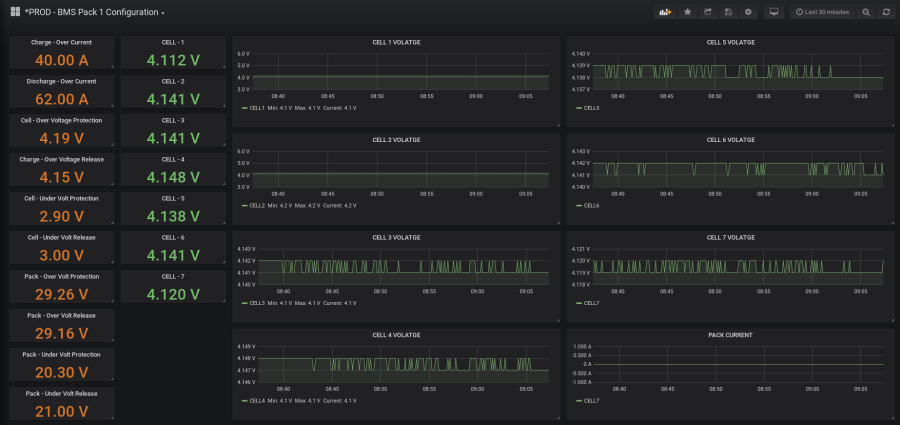 *PROD - BMS Pack 1 Configuration
Last 30 minutes
Charge - Over Current
40.00 A
Discharge - Over Current
62.00 A
Cell - Over Voltage Protection
4.19 V
Charge - Over Voltage Release
4.15 V
Cell - Under Volt Protection
2.90 V
Cell - Under Volt Release
3.00 V
Pack - Over Volt Protection
29.26 V
Pack - Over Volt Release
29.16 V
Pack - Under Volt Protection
20.30 V
Pack - Under Volt Release
21.00 V
CELL - 1
4.112 V
CELL - 2
4.141 V
CELL - 3
4.141 V
CELL - 4
4.148 V
CELL - 5
4.138 V
CELL - 6
4.141 V
CELL - 7
4.120 V
CELL 1 VOLATGE
6.0 V
5.0 V
4.0 V
3.0 V
08:40 08:45 08:50 08:55 09:00 09:05
CELL1 Min: 4.1 V Max: 4.1 V Current: 4.1 V
CELL 2 VOLATGE
6.0 V
5.0 V
4.0 V
3.0 V
08:40 08:45 08:50 08:55 09:00 09:05
CELL2 Min: 4.2 V Max: 4.2 V Current: 4.2 V
CELL 3 VOLATGE
4.143 V
4.142 V
4.141 V
4.140 V
08:40 08:45 08:50 08:55 09:00 09:05
CELL3 Min: 4.1 V Max: 4.1 V Current: 4.1 V
CELL 4 VOLATGE
4.149 V
4.148 V
4.147 V
4.146 V
08:40 08:45 08:50 08:55 09:00 09:05
CELL4 Min: 4.1 V Max: 4.1 V Current: 4.1 V
CELL 5 VOLATGE
4.140 V
4.139 V
4.138 V
4.137 V
08:40 08:45 08:50 08:55 09:00 09:05
CELL5
CELL 6 VOLATGE
4.143 V
4.142 V
4.141 V
4.140 V
08:40 08:45 08:50 08:55 09:00 09:05
CELL6
CELL 7 VOLATGE
4.121 V
4.120 V
4.119 V
4.118 V
08:40 08:45 08:50 08:55 09:00 09:05
CELL7
PACK CURRENT
1.000 A
0.500 A
0 A
-0.500 A
-1.000 A
08:40 08:45 08:50 08:55 09:00 09:05
CELL7